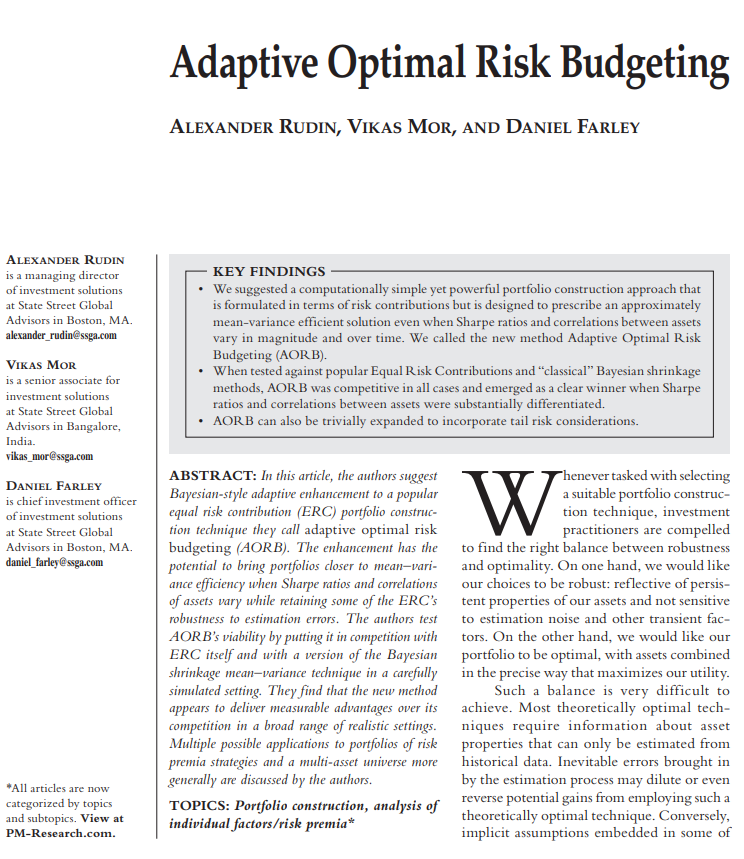 Adaptive Optimal Risk Budgeting
ALEXANDER RUDIN, VIKAS MOR, AND DANIEL FARLEY
ALEXANDER RUDIN
is a managing director
of investment solutions
at State Street Global
Advisors in Boston, MA.
alexander_rudin@ssga.com
VIKAS MOR
is a senior associate for
investment solutions
at State Street Global
Advisors in Bangalore,
India.
vikas_mor@ssga.com
DANIEL FARLEY
is chief investment officer
of investment solutions
at State Street Global
Advisors in Boston, MA.
daniel_farley@ssga.com
*All articles are now
categorized by topics
and subtopics. View at
PM-Research.com.
KEY FINDINGS
• We suggested a computationally simple yet powerful portfolio construction approach that
is formulated in terms of risk contributions but is designed to prescribe an approximately
mean-variance efficient solution even when Sharpe ratios and correlations between assets
vary in magnitude and over time. We called the new method Adaptive Optimal Risk
Budgeting (AORB).
• When tested against popular Equal Risk Contributions and “classical” Bayesian shrinkage
methods, AORB was competitive in all cases and emerged as a clear winner when Sharpe
ratios and correlations between assets were substantially differentiated.
• AORB can also be trivially expanded to incorporate tail risk considerations.
ABSTRACT: In this article, the authors suggest
Bayesian-style adaptive enhancement to a popular
equal risk contribution (ERC) portfolio construc-
tion technique they call adaptive optimal risk
budgeting (AORB). The enhancement has the
potential to bring portfolios closer to mean–vari-
ance efficiency when Sharpe ratios and correlations
of assets vary while retaining some of the ERC’s
robustness to estimation errors. The authors test
AORB’s viability by putting it in competition with
ERC itself and with a version of the Bayesian
shrinkage mean–variance technique in a carefully
simulated setting. They find that the new method
appears to deliver measurable advantages over its
competition in a broad range of realistic settings.
Multiple possible applications to portfolios of risk
premia strategies and a multi-asset universe more
generally are discussed by the authors.
TOPICS: Portfolio construction, analysis of
individual factors/risk premia*
Whenever tasked with selecting
a suitable portfolio construc-
tion technique, investment
practitioners are compelled
to find the right balance between robustness
and optimality. On one hand, we would like
our choices to be robust: reflective of persis-
tent properties of our assets and not sensitive
to estimation noise and other transient fac-
tors. On the other hand, we would like our
portfolio to be optimal, with assets combined
in the precise way that maximizes our utility.
Such a balance is very difficult to
achieve. Most theoretically optimal tech-
niques require information about asset
properties that can only be estimated from
historical data. Inevitable errors brought in
by the estimation process may dilute or even
reverse potential gains from employing such a
theoretically optimal technique. Conversely,
implicit assumptions embedded in some of